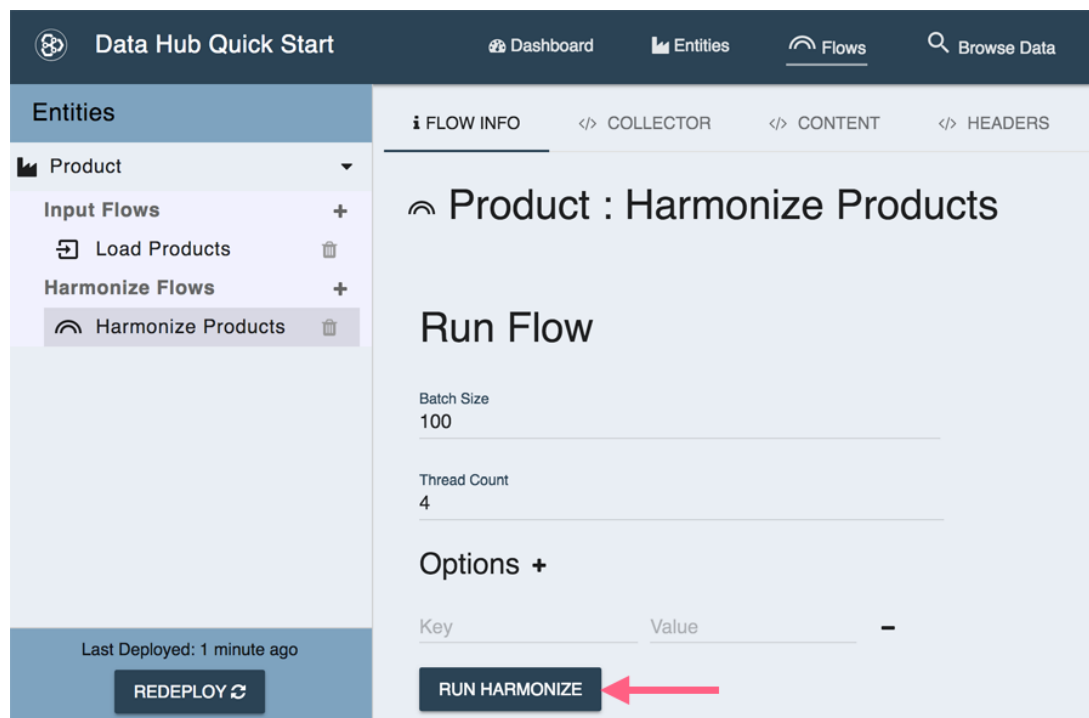 Data Hub Quick Start
Dashboard
Entities
Flows
Browse Data
Entities
Product
Input Flows
Load Products
Harmonize Flows
Harmonize Products
Last Deployed: 1 minute ago
REDEPLOY
FLOW INFO
</> COLLECTOR
</> CONTENT
</> HEADERS
Product : Harmonize Products
Run Flow
Batch Size
100
Thread Count
4
Options +
Key
Value
RUN HARMONIZE